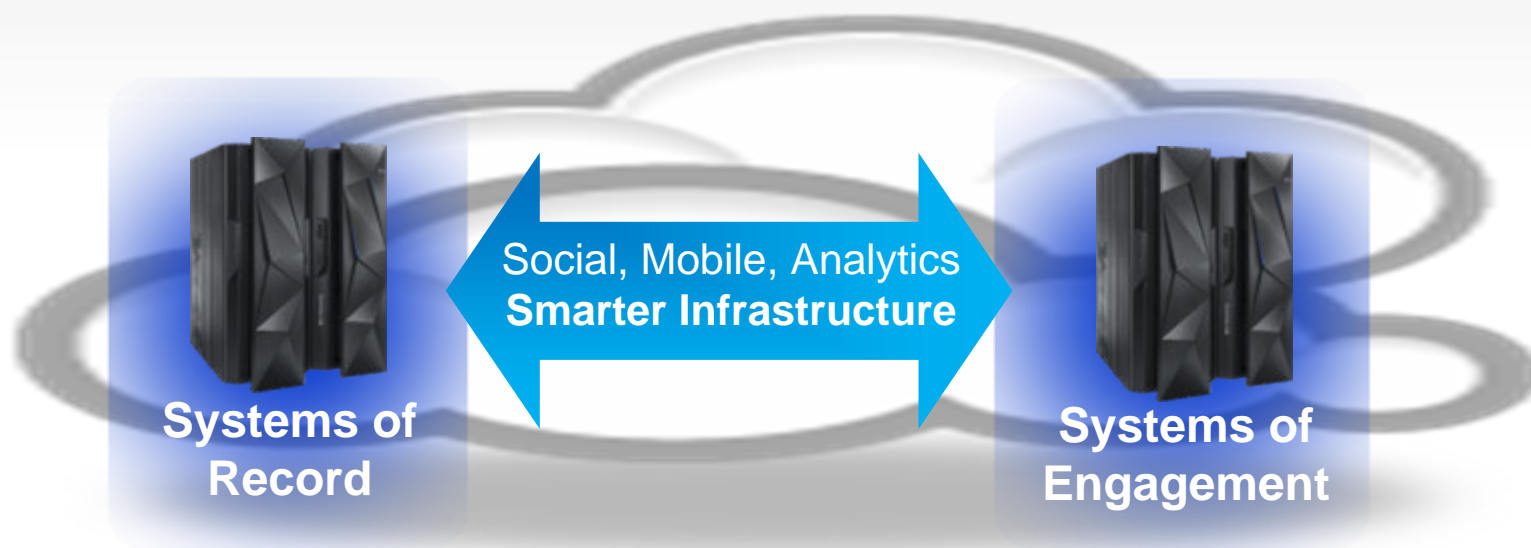 Social, Mobile, Analytics
Smarter Infrastructure
Systems of
Record
Systems of
Engagement